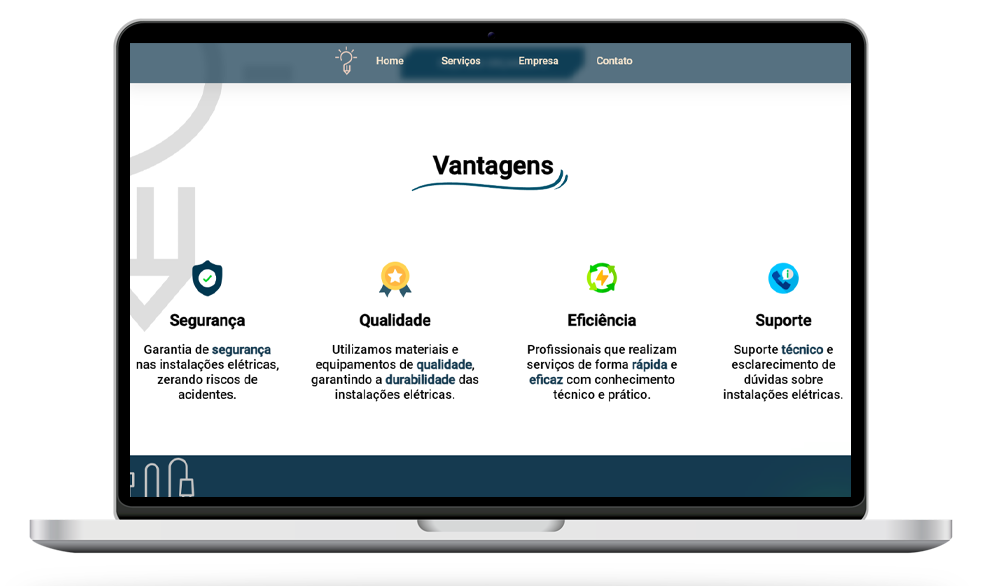 Home Serviços Empresa Contato
Vantagens
Segurança
Garantia de segurança
nas instalações elétricas,
zerando riscos de
acidentes.
Qualidade
Utilizamos materiais e
equipamentos de qualidade,
garantindo a durabilidade das
instalações elétricas.
Eficiência
Profissionais que realizam
serviços de forma rápida e
eficaz com conhecimento
técnico e prático.
Suporte
Suporte técnico e
esclarecimento de
dúvidas sobre
instalações elétricas.